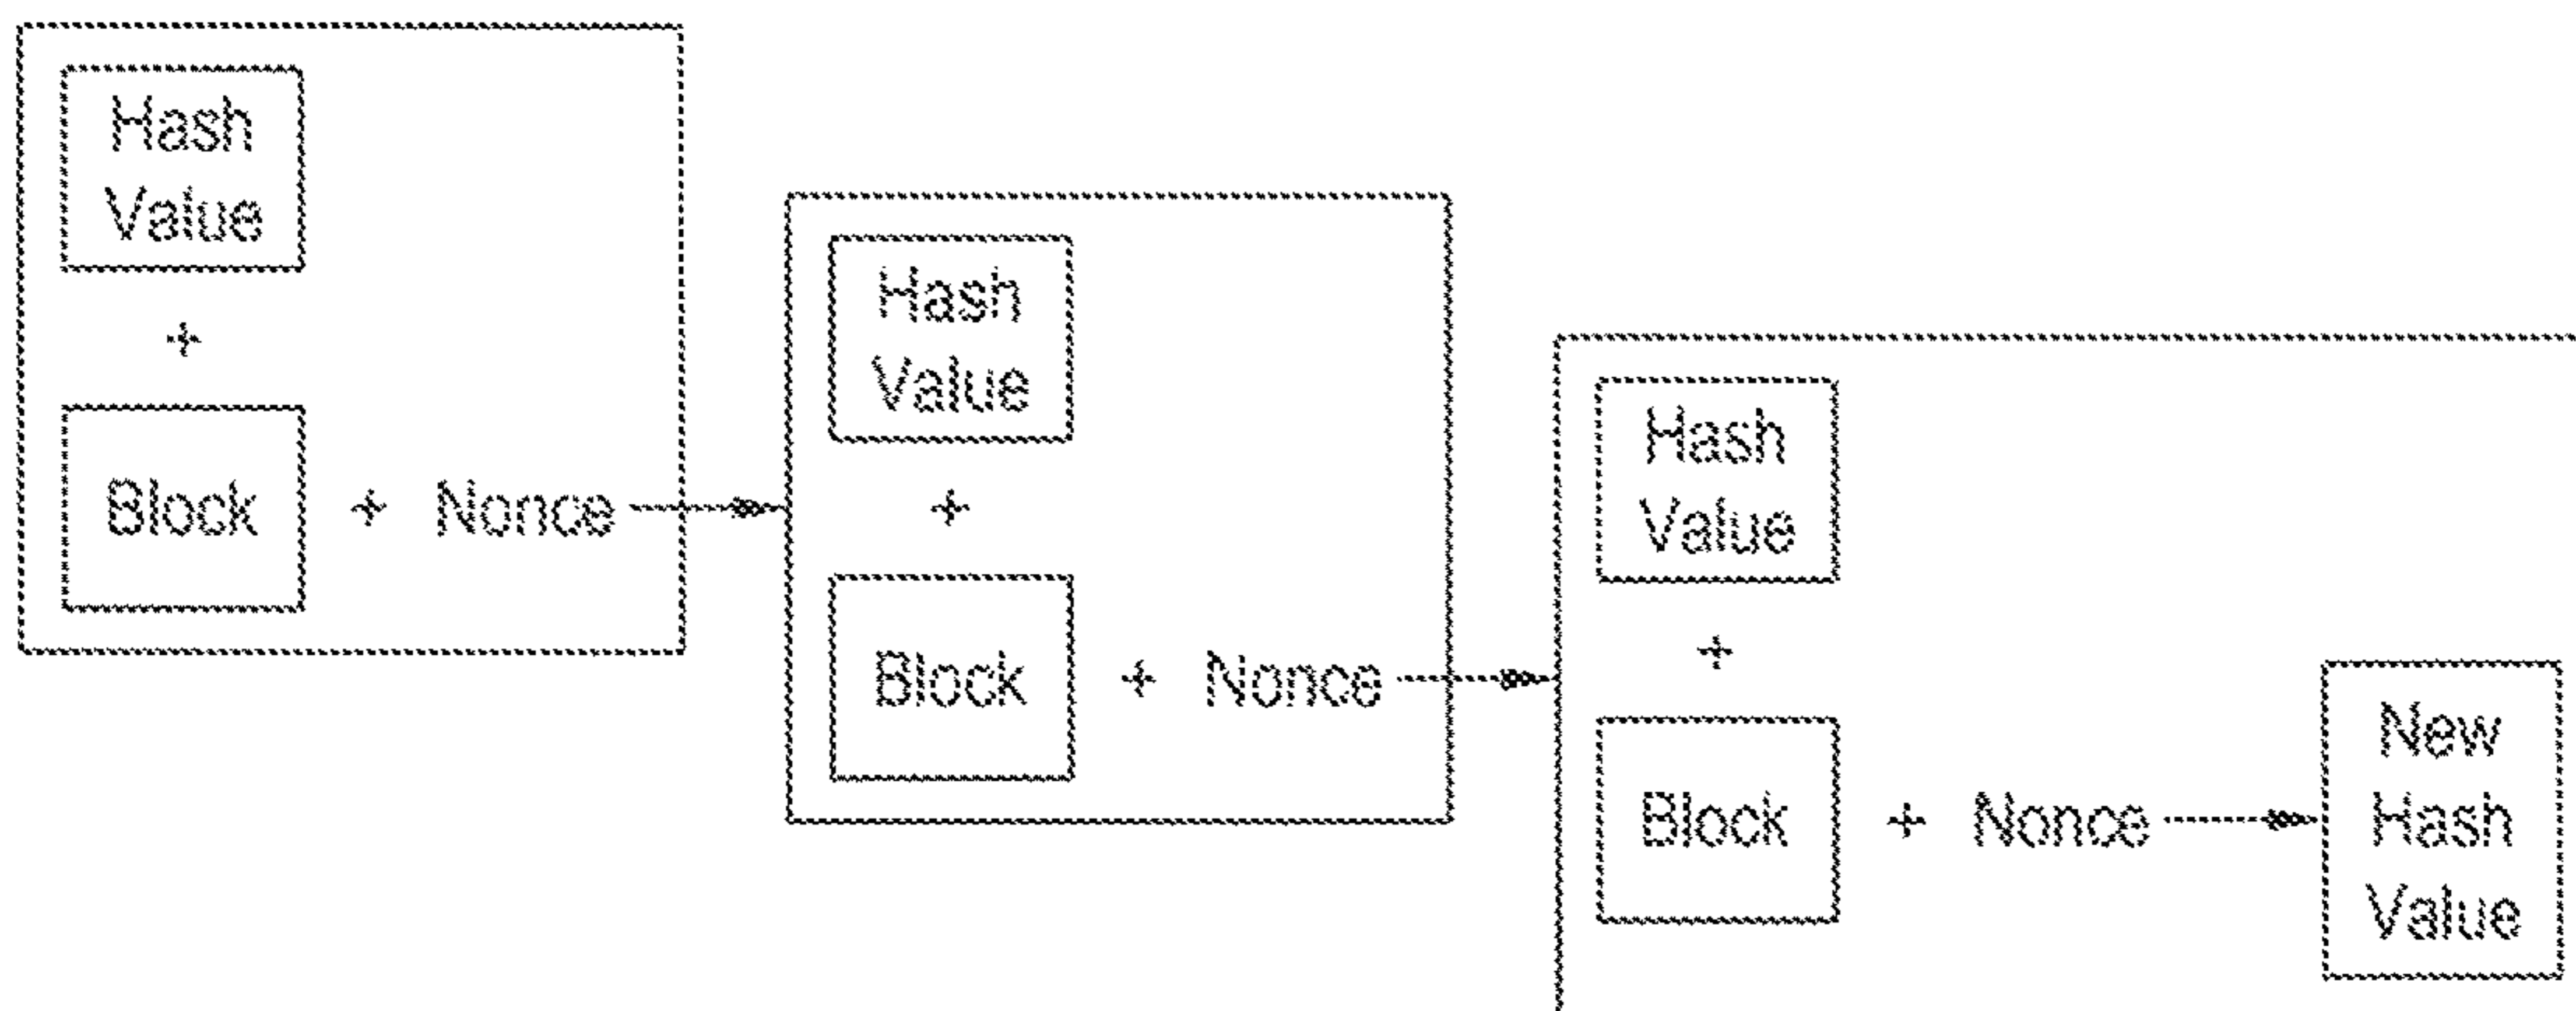 Hash
Value
+
Block + Nonce
Hash
Value
+
Block + Nonce
Hash
Value
+
Block + Nonce
New
Hash
Value